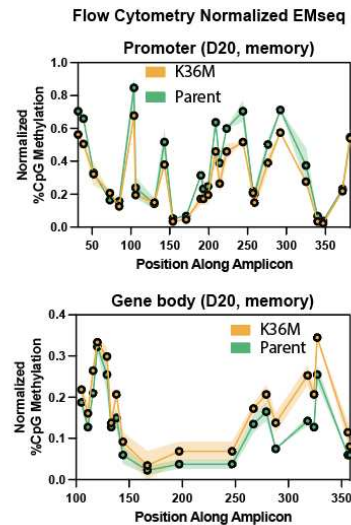 Flow Cytometry Normalized EMseq
Promoter (D20, memory)
Normalized
%CpG Methylation
1.0
0.8
0.6
0.4
0.2
0.0
K36M
Parent
50 100 150 200 250 300 350
Position Along Amplicon
Gene body (D20, memory)
Normalized
%CpG Methylation
0.4
0.3
0.2
0.1
0.0
K36M
Parent
100 150 200 250 300 350
Position Along Amplicon